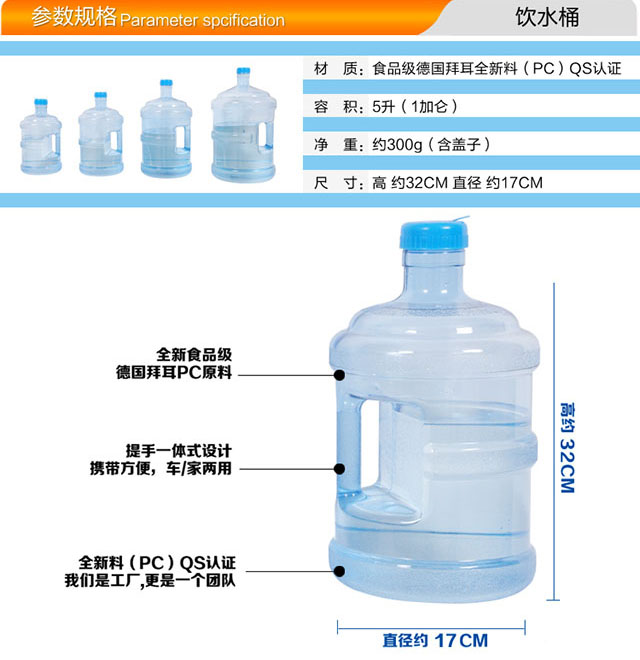 参数规格 Parameter spcification
饮水桶
材 质：食品级德国拜耳全新料（PC）QS认证
容 积：5升（1加仑）
净 重：约300g（含盖子）
尺 寸：高 约32CM 直径 约17CM
全新食品级
德国拜耳PC原料
提手一体式设计
携带方便，车/家两用
全新料（PC）QS认证
我们是工厂,更是一个团队
高约 32CM
直径约 17CM